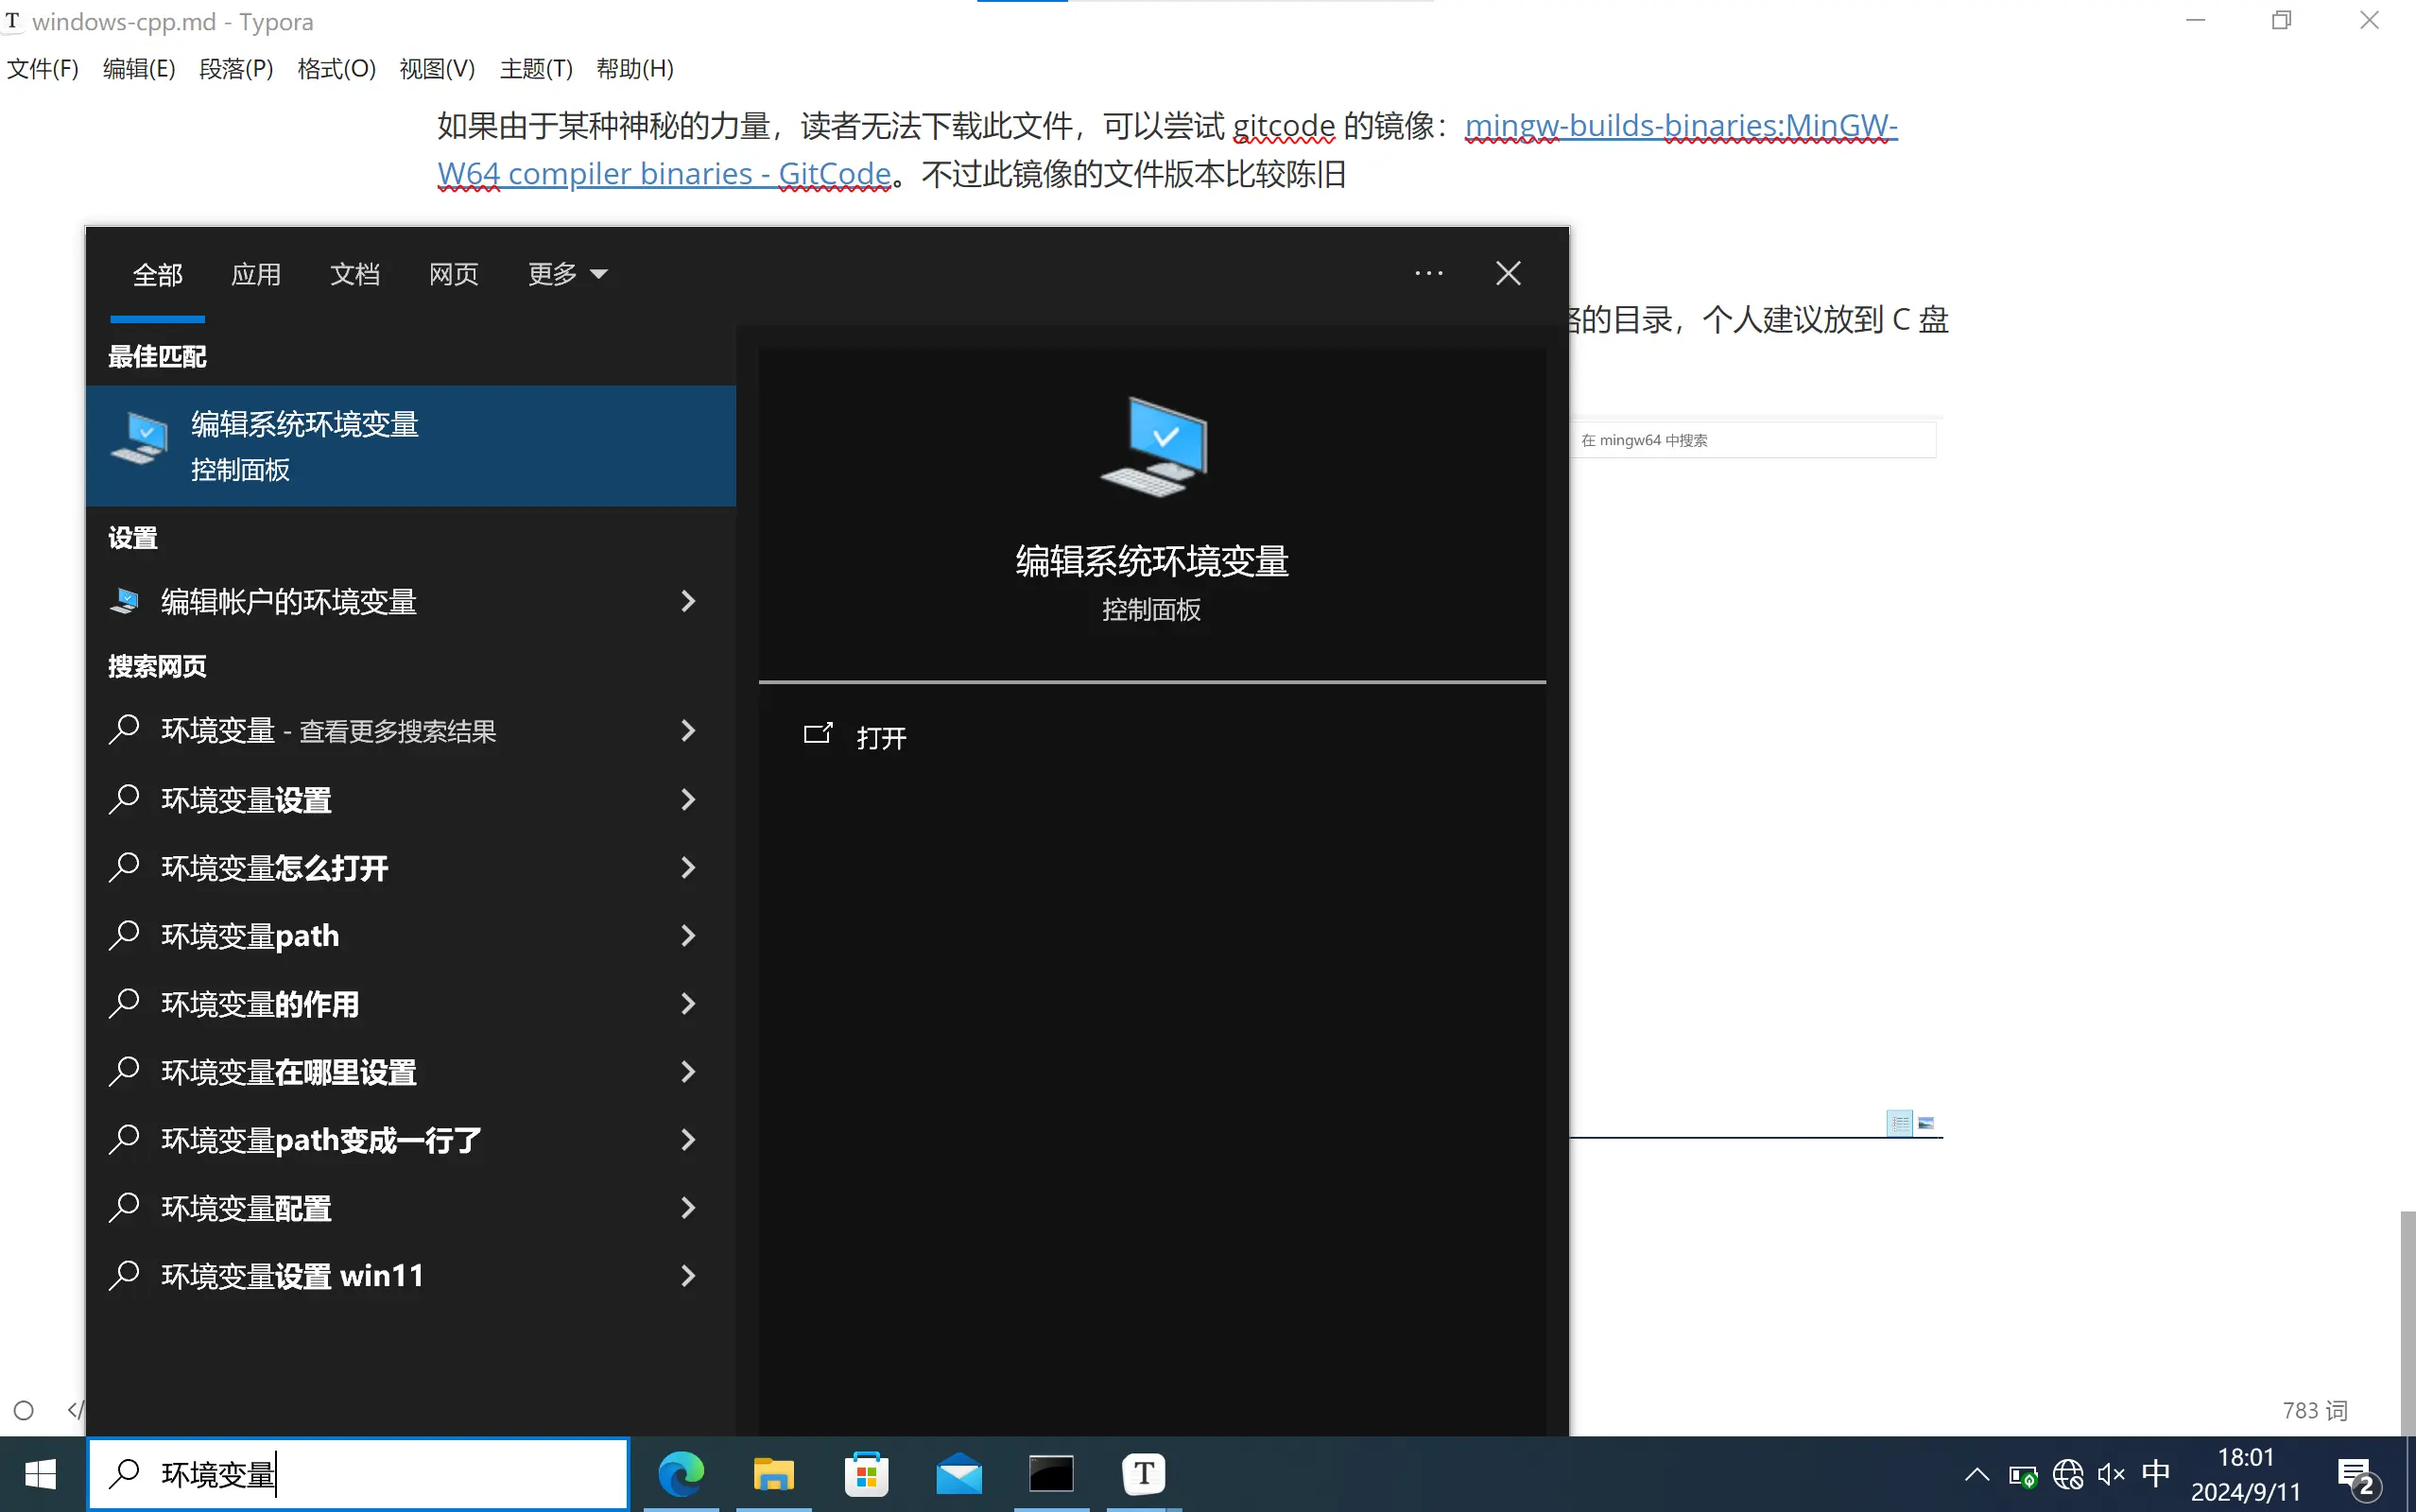 windows-cpp.md - Typora
文件(F) 编辑(E) 段落(P) 格式(O) 视图(V) 主题(T) 帮助(H)
如果由于某种神秘的力量，读者无法下载此文件，可以尝试 gitcode 的镜像：mingw-builds-binaries:MinGW-
W64 compiler binaries - GitCode。不过此镜像的文件版本比较陈旧
全部 应用 文档 网页 更多
的目录，个人建议放到 C 盘
最佳匹配
编辑系统环境变量
控制面板
在 mingw64 中搜索
设置
编辑帐户的环境变量
搜索网页
环境变量 - 查看更多搜索结果
环境变量设置
环境变量怎么打开
环境变量path
环境变量的作用
环境变量在哪里设置
环境变量path变成一行了
环境变量配置
环境变量设置 win11
编辑系统环境变量
控制面板
打开
783 词
环境变量
中
18:01
2024/9/11
2